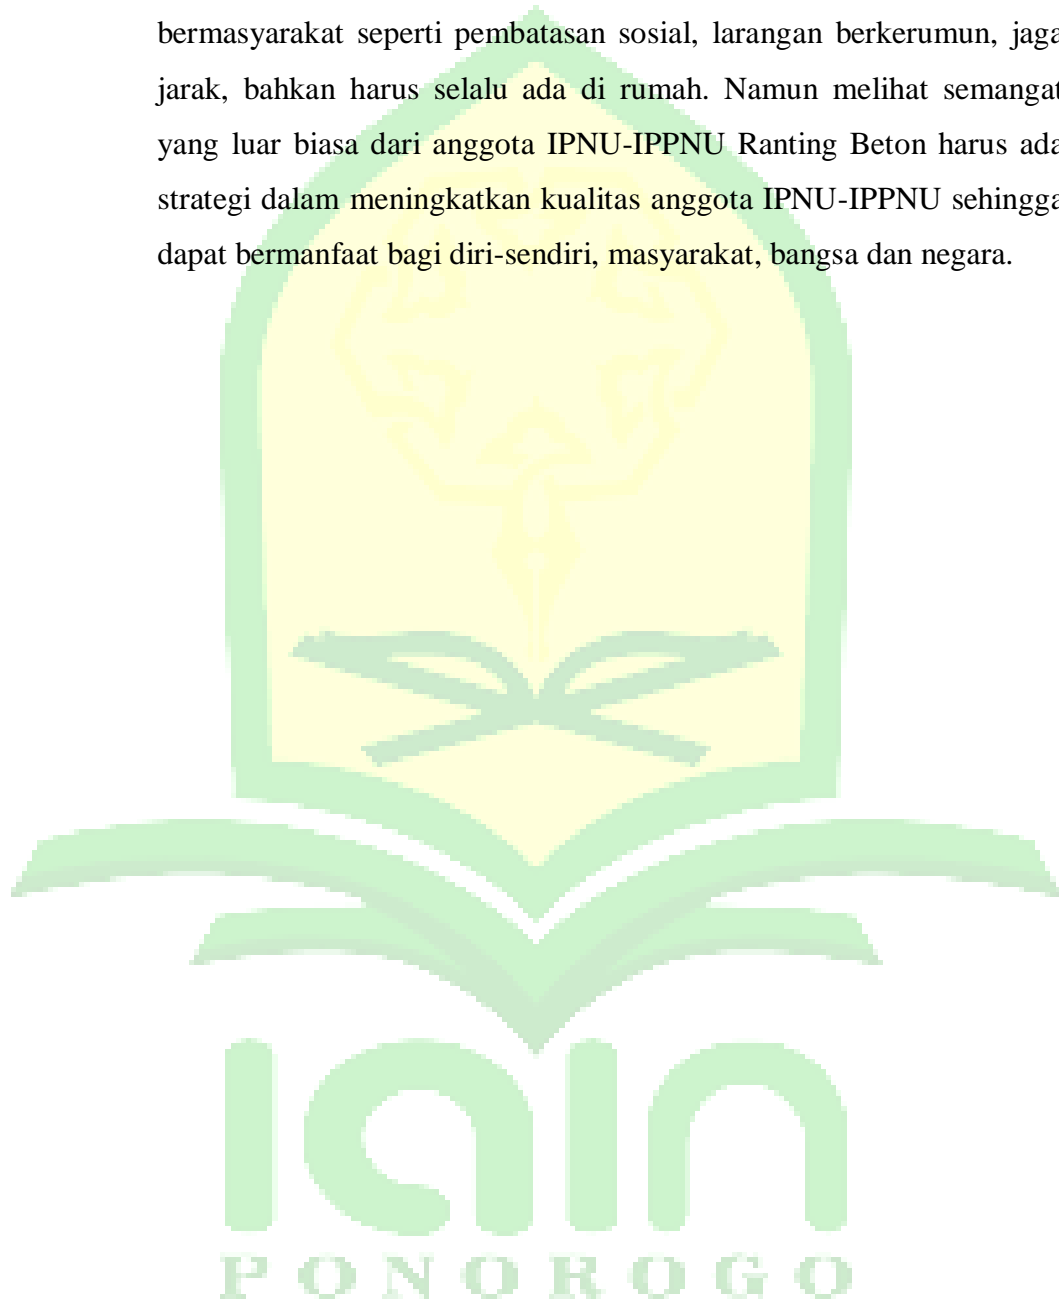 bermasyarakat seperti pembatasan sosial, larangan berkerumun, jaga
jarak, bahkan harus selalu ada di rumah. Namun melihat semangat
yang luar biasa dari anggota IPNU-IPPNU Ranting Beton harus ada
strategi dalam meningkatkan kualitas anggota IPNU-IPPNU sehingga
dapat bermanfaat bagi diri-sendiri, masyarakat, bangsa dan negara.
iain
PONOROGO